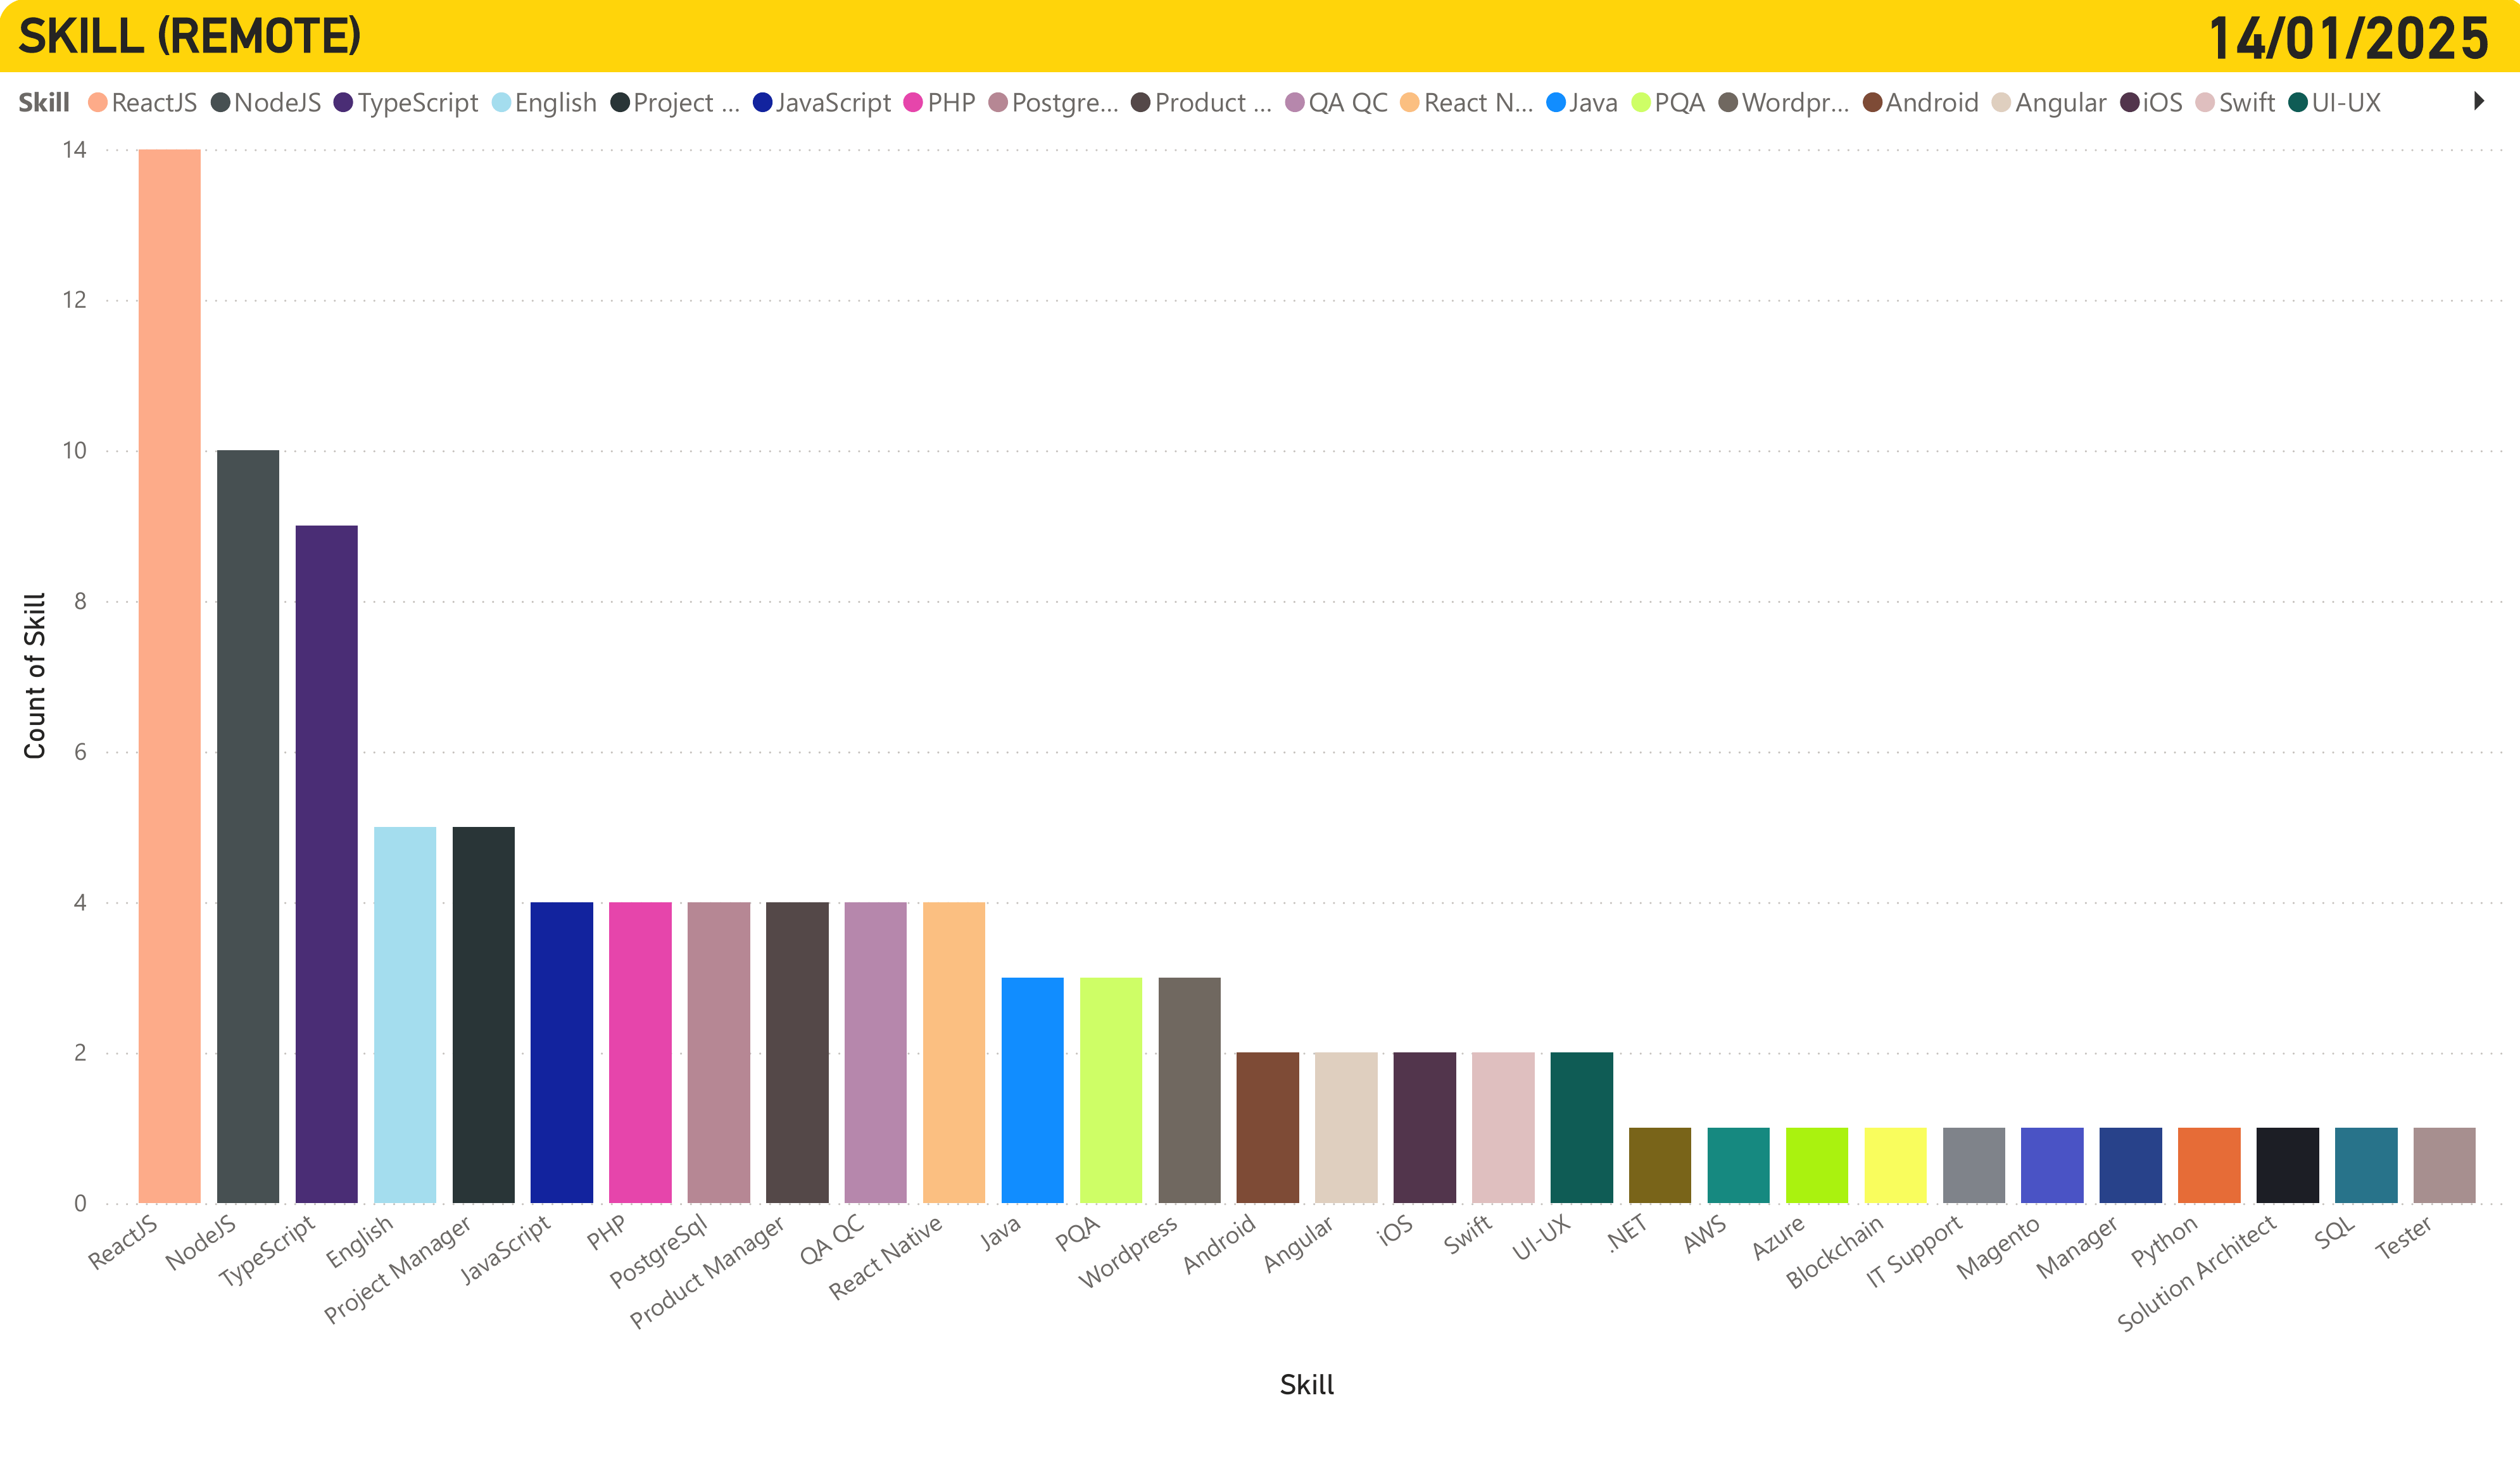 SKILL (REMOTE)
14/01/2025
Skill ReactJS NodeJS TypeScript English Project ... JavaScript PHP Postgre... Product ... QA QC React N... Java PQA Wordpr... Android Angular iOS Swift UI-UX
14
12
10
8
6
4
2
0
Count of Skill
ReactJS
NodeJS
TypeScript
English
Project Manager
JavaScript
PHP
PostgreSql
Product Manager
QA QC
React Native
Java
PQA
Wordpress
Android
Angular
iOS
Swift
UI-UX
.NET
AWS
Azure
Blockchain
IT Support
Magento
Manager
Python
Solution Architect
SQL
Tester
Skill